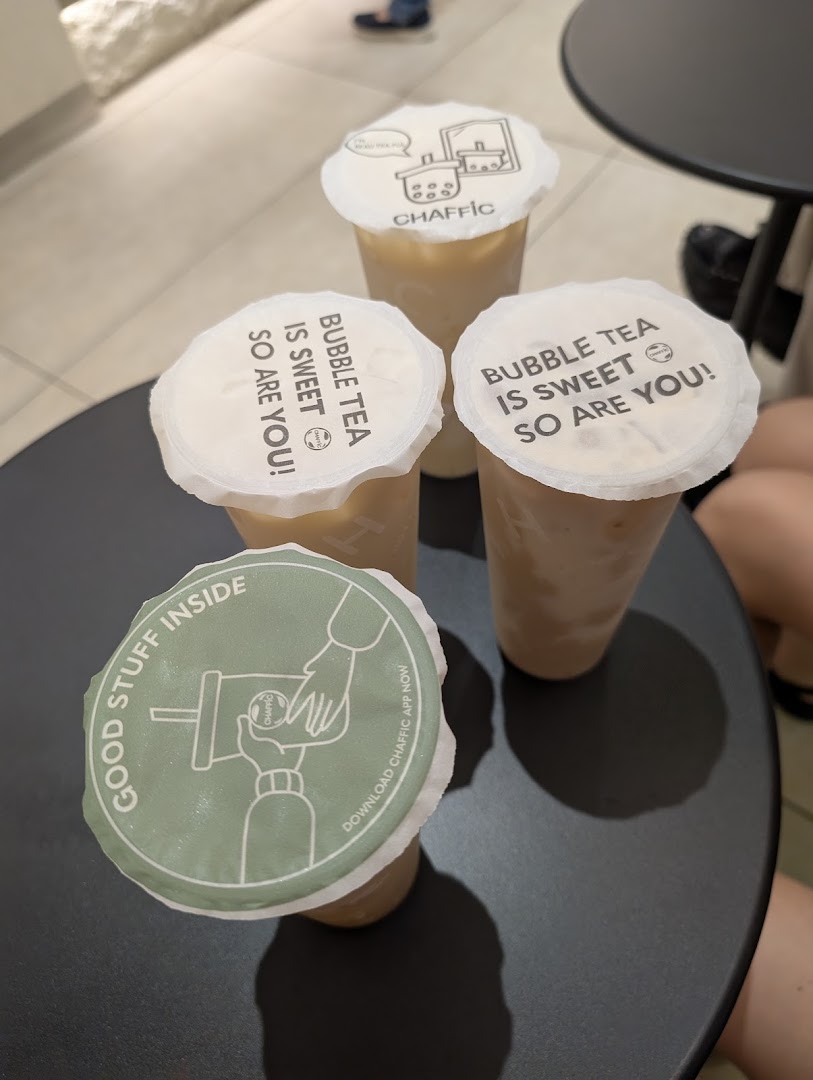 CHAFFiC
BUBBLE TEA
IS SWEET
SO ARE YOU!
BUBBLE TEA
IS SWEET
SO ARE YOU!
GOOD STUFF INSIDE
CHAFFiC
DOWNLOAD CHAFFIC APP NOW